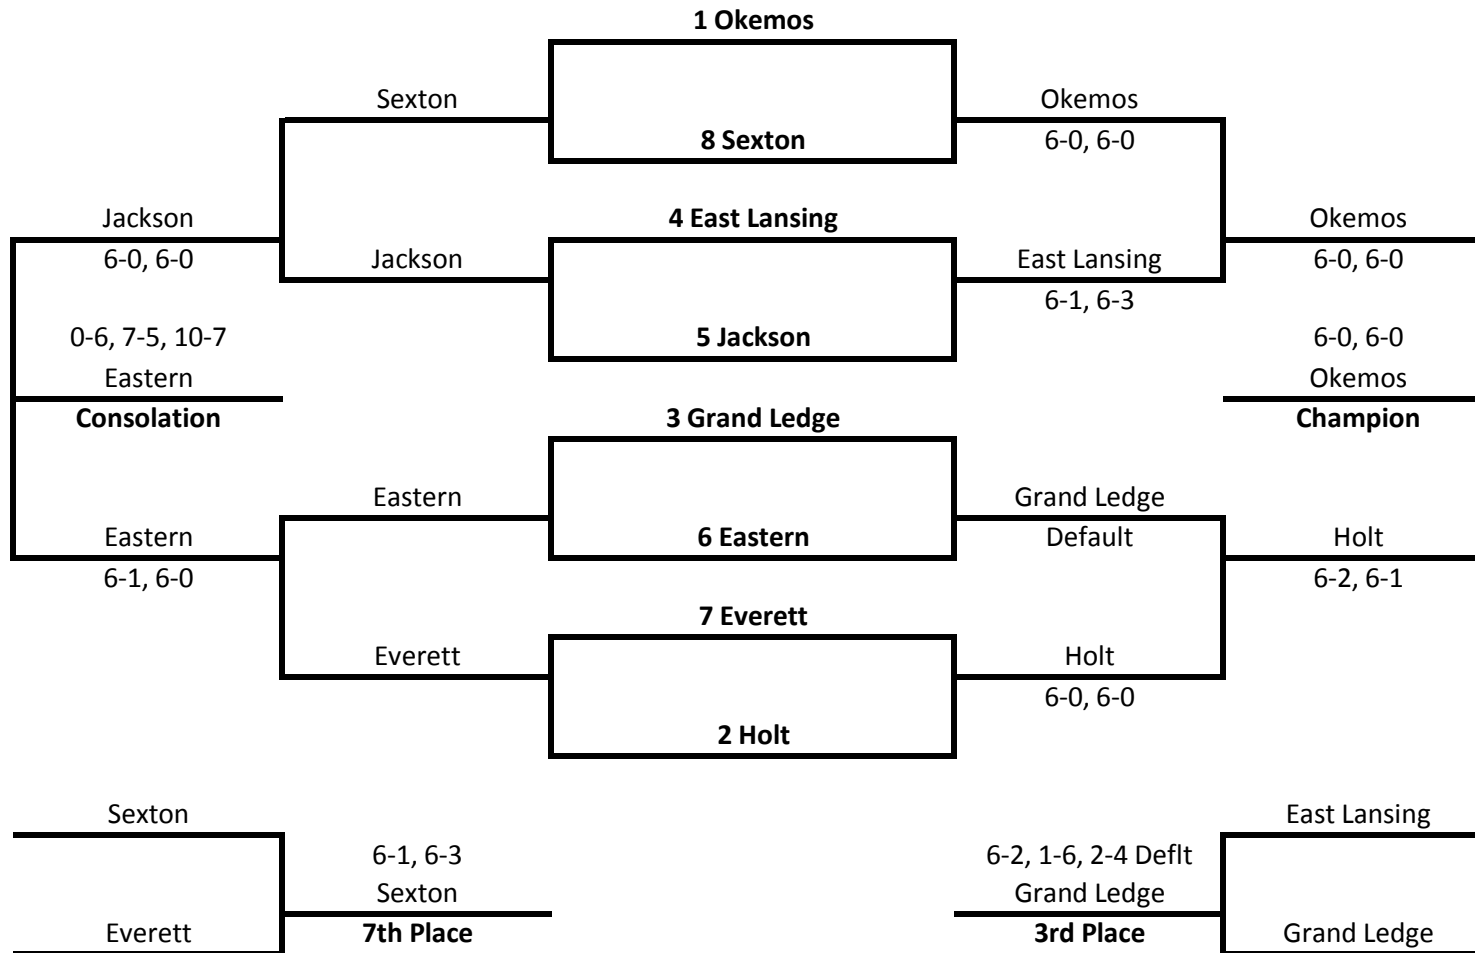 1 Okemos
Sexton
Okemos
8 Sexton
6-0, 6-0
Jackson
4 East Lansing
Okemos
6-0, 6-0
Jackson
East Lansing
6-0, 6-0
6-1, 6-3
0-6, 7-5, 10-7
5 Jackson
6-0, 6-0
Eastern
Okemos
Consolation
3 Grand Ledge
Champion
Eastern
Grand Ledge
Eastern
6 Eastern
Default
Holt
6-1, 6-0
6-2, 6-1
7 Everett
Everett
Holt
6-0, 6-0
2 Holt
Sexton
East Lansing
6-1, 6-3
6-2, 1-6, 2-4 Deflt
Sexton
Grand Ledge
Everett
7th Place
3rd Place
Grand Ledge